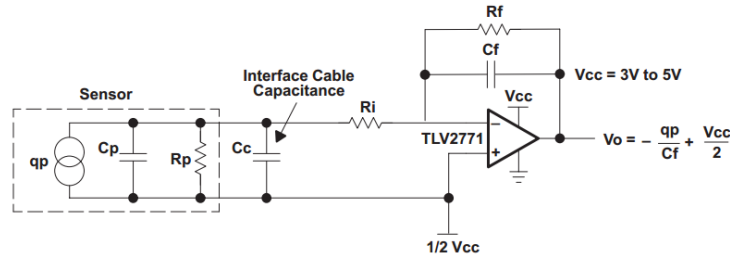 Rf
Cf
Vcc = 3V to 5V
Interface Cable
Capacitance
Sensor
Vcc
Ri
TLV2771
qp
Cp
Rp
Cc
−
+
Vo = − qp/Cf + Vcc/2
1/2 Vcc